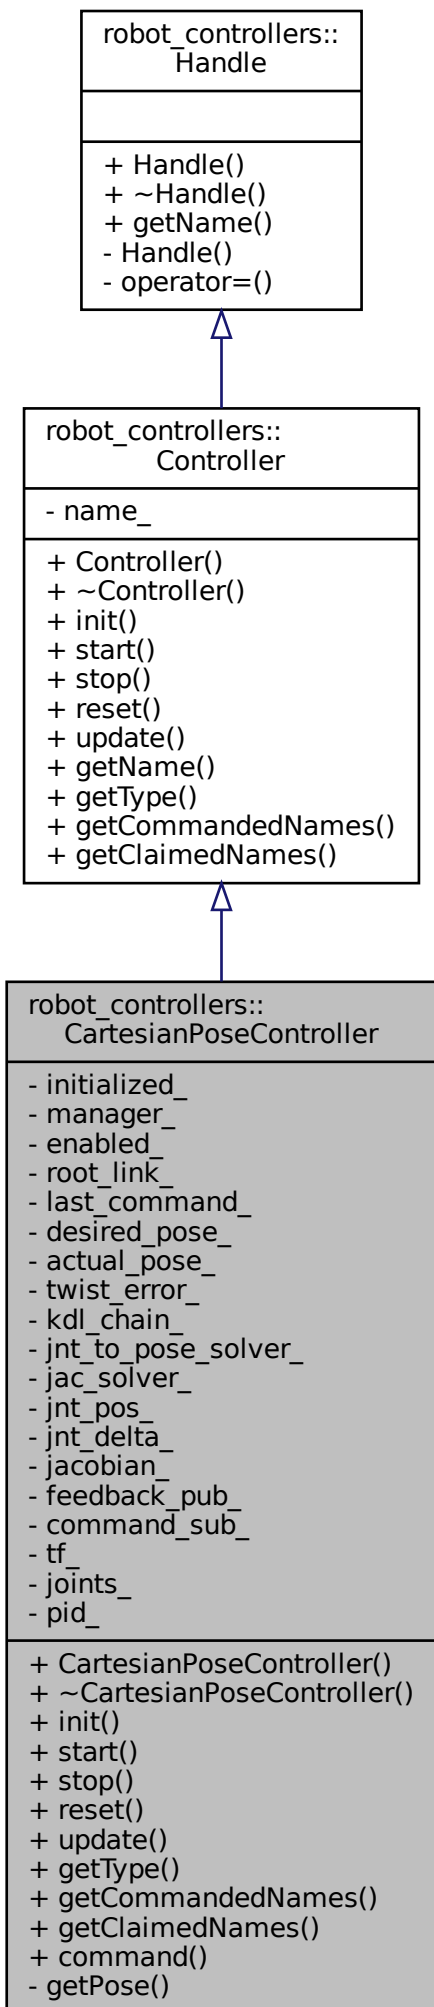 robot_controllers::
Handle
+ Handle()
+ ~Handle()
+ getName()
- Handle()
- operator=()
robot_controllers::
Controller
- name_
+ Controller()
+ ~Controller()
+ init()
+ start()
+ stop()
+ reset()
+ update()
+ getName()
+ getType()
+ getCommandedNames()
+ getClaimedNames()
robot_controllers::
CartesianPoseController
- initialized_
- manager_
- enabled_
- root_link_
- last_command_
- desired_pose_
- actual_pose_
- twist_error_
- kdl_chain_
- jnt_to_pose_solver_
- jac_solver_
- jnt_pos_
- jnt_delta_
- jacobian_
- feedback_pub_
- command_sub_
- tf_
- joints_
- pid_
+ CartesianPoseController()
+ ~CartesianPoseController()
+ init()
+ start()
+ stop()
+ reset()
+ update()
+ getType()
+ getCommandedNames()
+ getClaimedNames()
+ command()
- getPose()